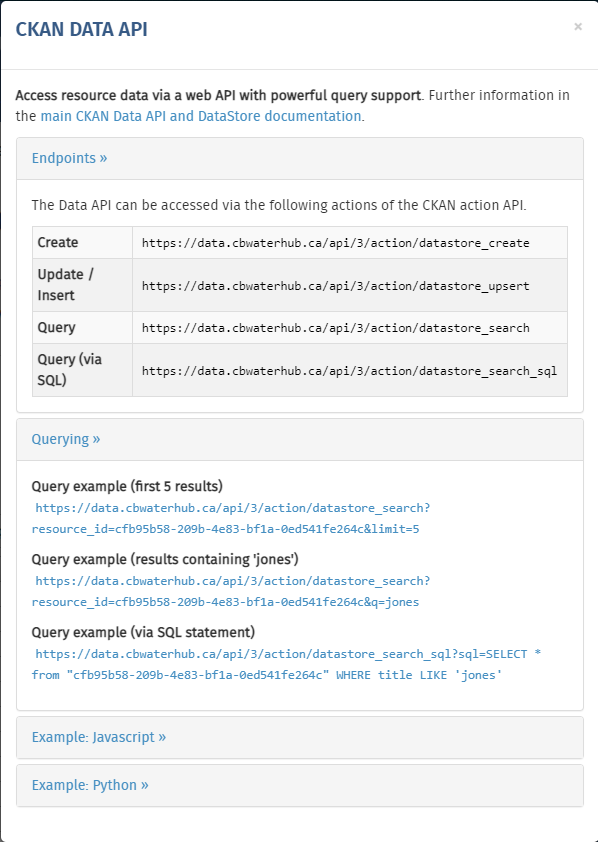 CKAN DATA API
×
Access resource data via a web API with powerful query support. Further information in
the main CKAN Data API and DataStore documentation.
Endpoints »
The Data API can be accessed via the following actions of the CKAN action API.
Create https://data.cbwaterhub.ca/api/3/action/datastore_create
Update /
Insert https://data.cbwaterhub.ca/api/3/action/datastore_upsert
Query https://data.cbwaterhub.ca/api/3/action/datastore_search
Query (via
SQL) https://data.cbwaterhub.ca/api/3/action/datastore_search_sql
Querying »
Query example (first 5 results)
https://data.cbwaterhub.ca/api/3/action/datastore_search?
resource_id=cfb95b58-209b-4e83-bf1a-0ed541fe264c&limit=5
Query example (results containing 'jones')
https://data.cbwaterhub.ca/api/3/action/datastore_search?
resource_id=cfb95b58-209b-4e83-bf1a-0ed541fe264c&q=jones
Query example (via SQL statement)
https://data.cbwaterhub.ca/api/3/action/datastore_search_sql?sql=SELECT *
from "cfb95b58-209b-4e83-bf1a-0ed541fe264c" WHERE title LIKE 'jones'
Example: Javascript »
Example: Python »